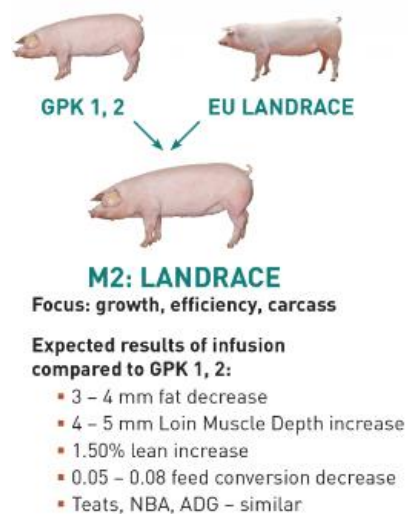 GPK 1, 2
EU LANDRACE
M2: LANDRACE
Focus: growth, efficiency, carcass
Expected results of infusion
compared to GPK 1, 2:
▪ 3 – 4 mm fat decrease
▪ 4 – 5 mm Loin Muscle Depth increase
▪ 1.50% lean increase
▪ 0.05 – 0.08 feed conversion decrease
▪ Teats, NBA, ADG – similar